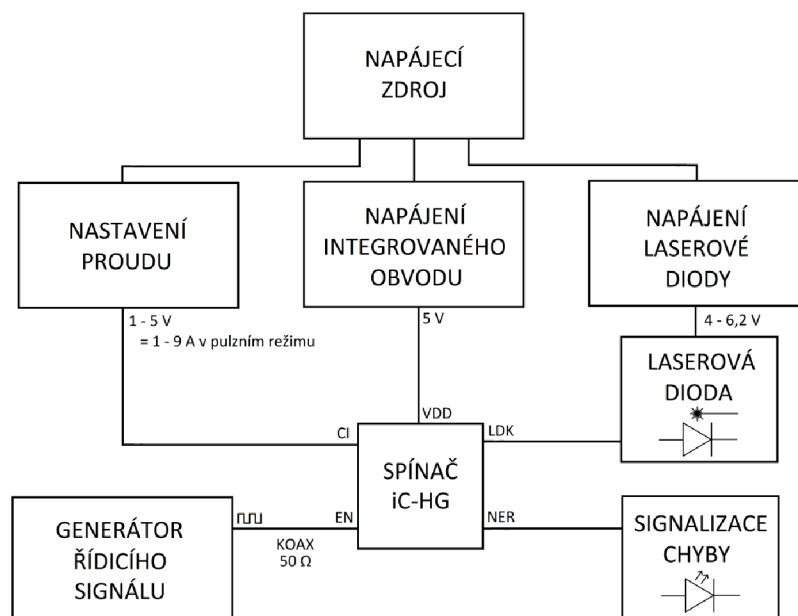 NAPÁJECÍ
ZDROJ
NASTAVENÍ
PROUDU
NAPÁJENÍ
INTEGROVANÉHO
OBVODU
NAPÁJENÍ
LASEROVÉ
DIODY
1 - 5 V
= 1 - 9 A v pulzním režimu
5 V
4 - 6,2 V
LASEROVÁ
DIODA
VDD
CI
LDK
SPÍNAČ
iC-HG
EN
NER
GENERÁTOR
ŘÍDICÍHO
SIGNÁLU
KOAX
50 Ω
SIGNALIZACE
CHYBY